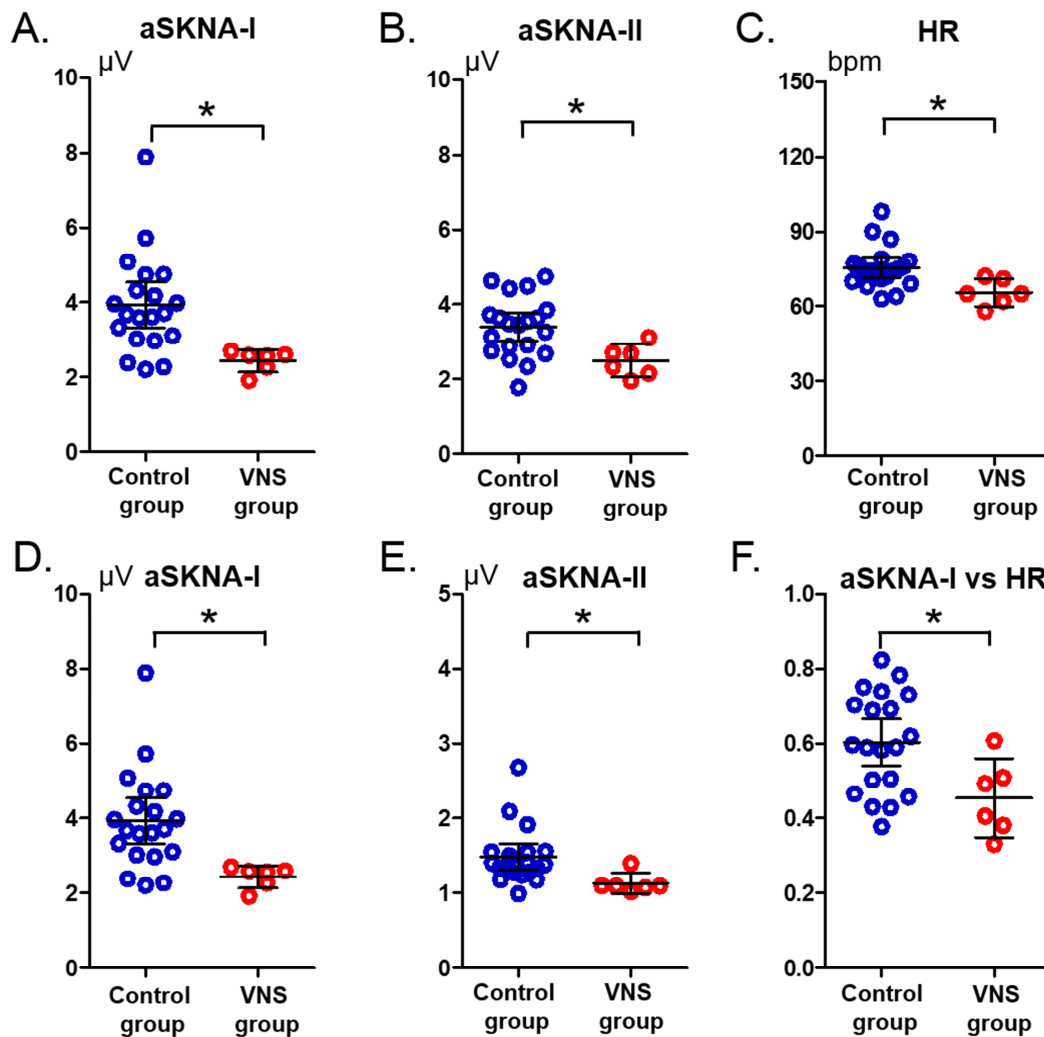 A. aSKNA-I
µV
10
8
6
4
2
0
*
Control group
VNS group
B. aSKNA-II
µV
10
8
6
4
2
0
*
Control group
VNS group
C. HR
bpm
150
120
90
60
30
0
*
Control group
VNS group
D. µV aSKNA-I
10
8
6
4
2
0
*
Control group
VNS group
E. µV aSKNA-II
5
4
3
2
1
0
*
Control group
VNS group
F. aSKNA-I vs HR
1.0
0.8
0.6
0.4
0.2
0.0
*
Control group
VNS group